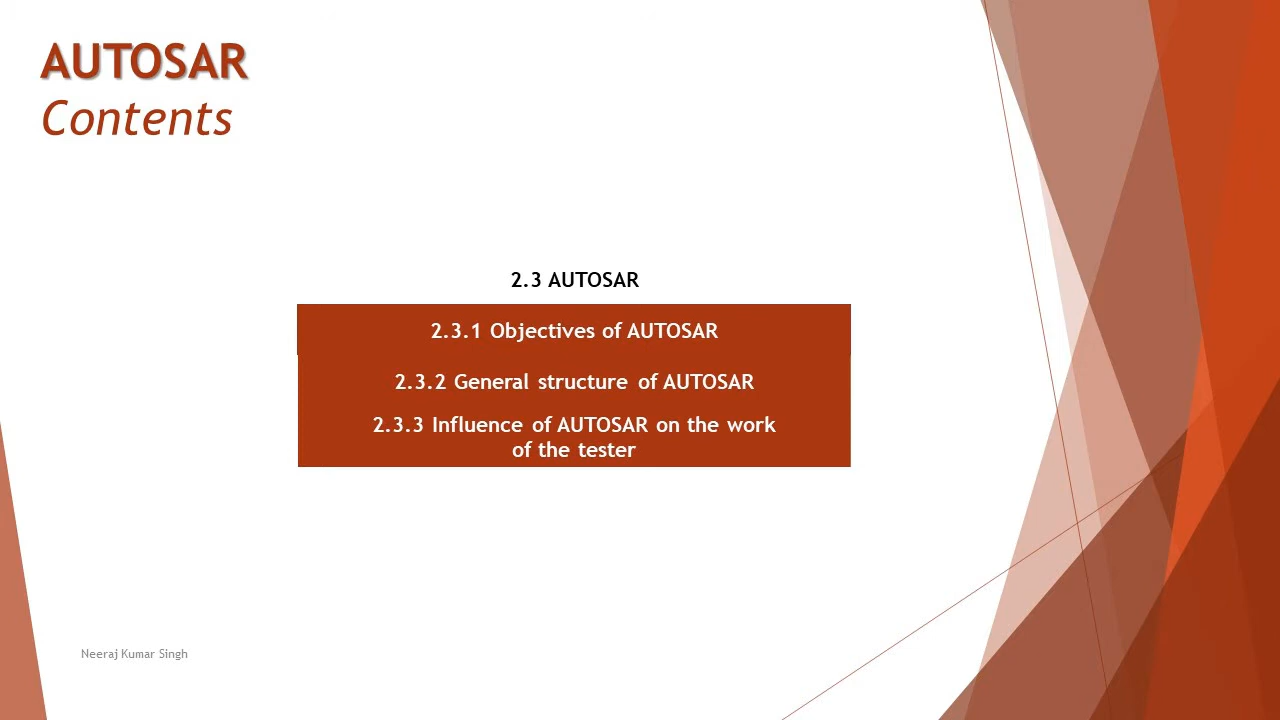 AUTOSAR
Contents
2.3 AUTOSAR
2.3.1 Objectives of AUTOSAR
2.3.2 General structure of AUTOSAR
2.3.3 Influence of AUTOSAR on the work
of the tester
Neeraj Kumar Singh